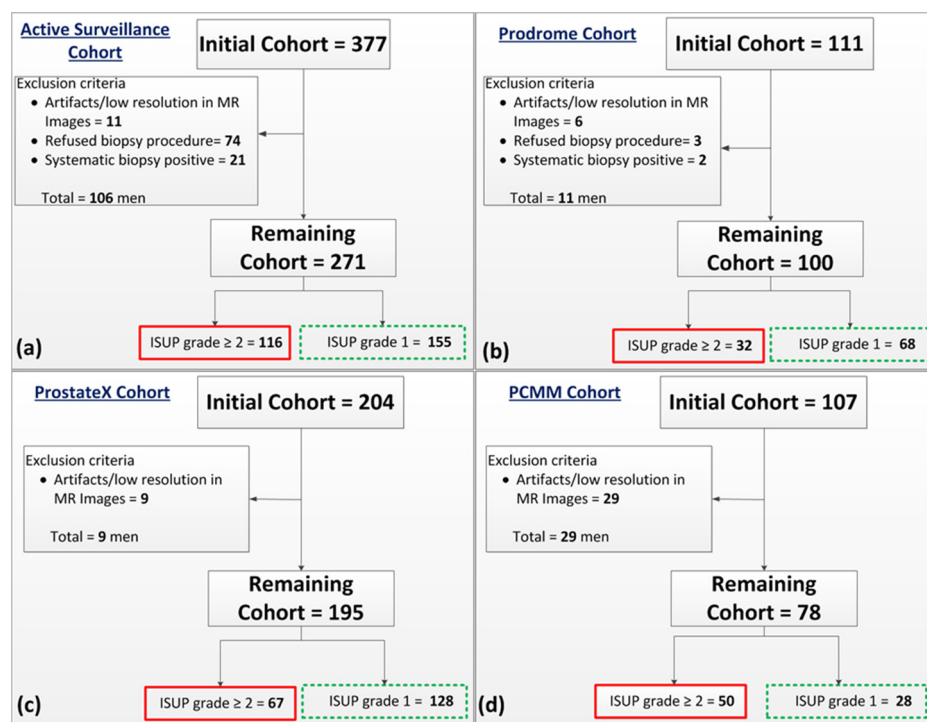 Active Surveillance
Cohort
Initial Cohort = 377
Exclusion criteria
• Artifacts/low resolution in MR
Images = 11
• Refused biopsy procedure= 74
• Systematic biopsy positive = 21
Total = 106 men
Remaining
Cohort = 271
(a)
ISUP grade ≥ 2 = 116
ISUP grade 1 = 155
Prodrome Cohort
Initial Cohort = 111
Exclusion criteria
• Artifacts/low resolution in MR
Images = 6
• Refused biopsy procedure= 3
• Systematic biopsy positive = 2
Total = 11 men
Remaining
Cohort = 100
(b)
ISUP grade ≥ 2 = 32
ISUP grade 1 = 68
ProstateX Cohort
Initial Cohort = 204
Exclusion criteria
• Artifacts/low resolution in
MR Images = 9
Total = 9 men
Remaining
Cohort = 195
(c)
ISUP grade ≥ 2 = 67
ISUP grade 1 = 128
PCMM Cohort
Initial Cohort = 107
Exclusion criteria
• Artifacts/low resolution in
MR Images = 29
Total = 29 men
Remaining
Cohort = 78
(d)
ISUP grade ≥ 2 = 50
ISUP grade 1 = 28